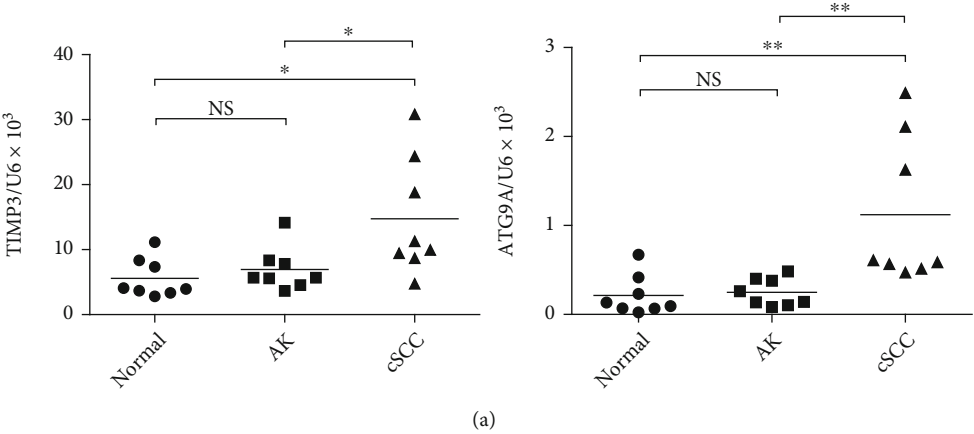 TIMP3/U6 × 10³
40
30
20
10
0
*
*
NS
Normal
AK
cSCC
ATG9A/U6 × 10³
3
2
1
0
**
**
NS
Normal
AK
cSCC
(a)